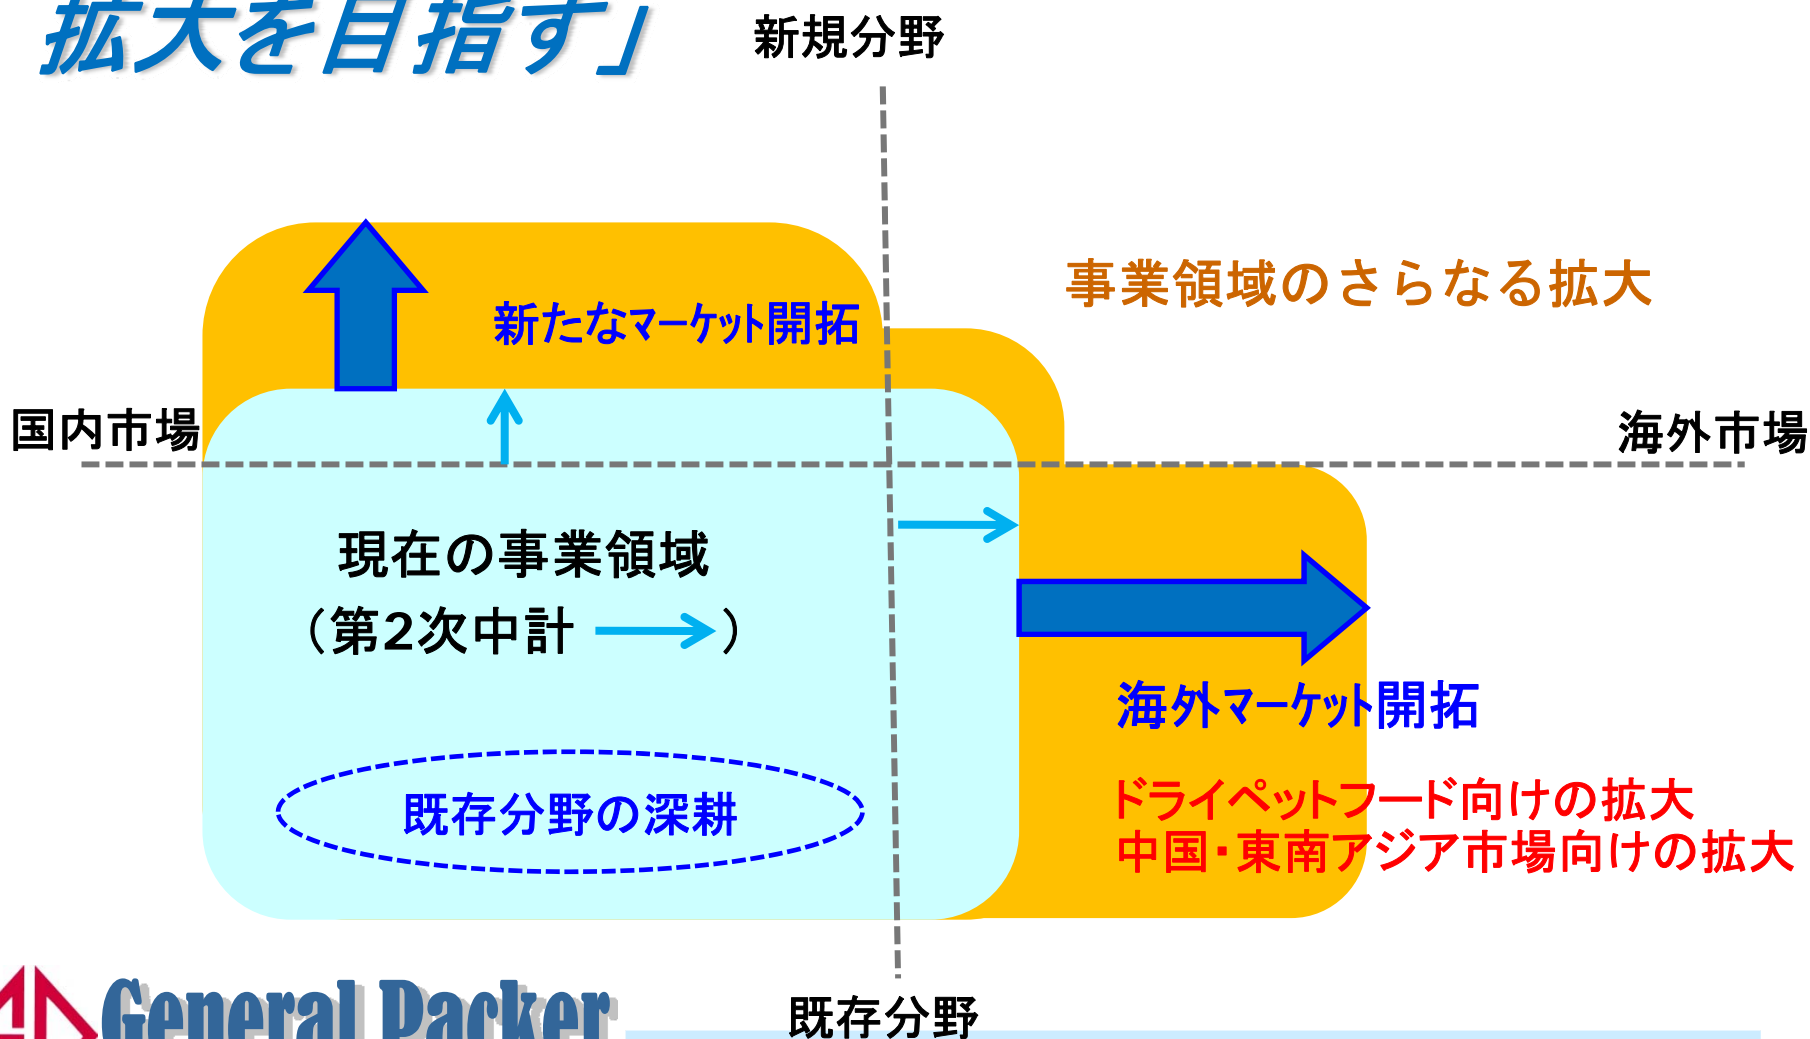 拡大を目指す」
新規分野
事業領域のさらなる拡大
新たなマーケット開拓
国内市場
海外市場
現在の事業領域
（第2次中計 → ）
海外マーケット開拓
既存分野の深耕
ドライペットフード向けの拡大
中国・東南アジア市場向けの拡大
General Packer
既存分野